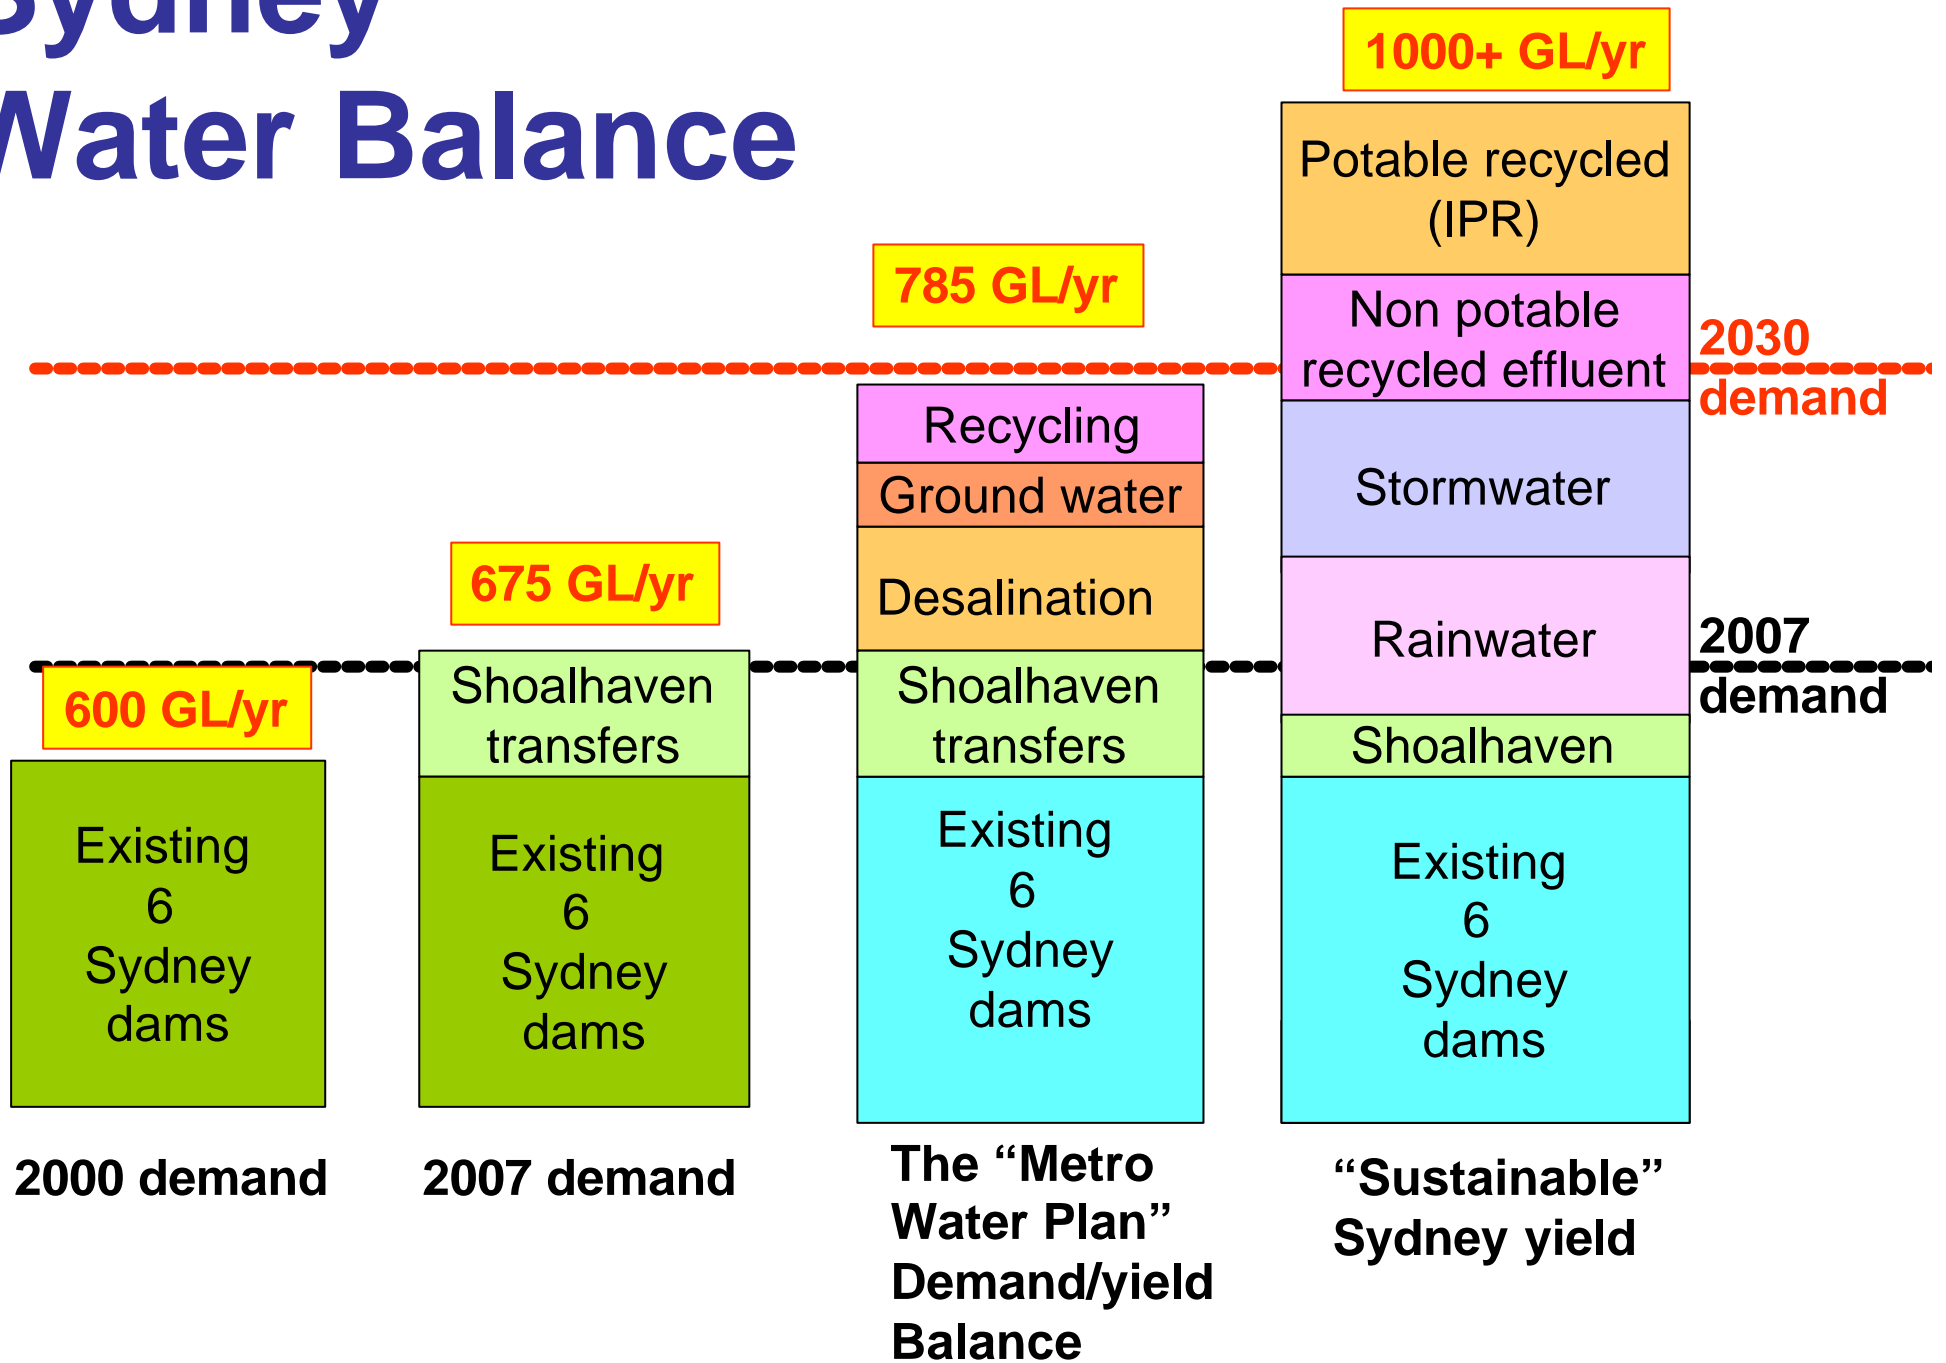 Sydney
Water Balance
1000+ GL/yr
Potable recycled
(IPR)
Non potable
recycled effluent
Stormwater
Rainwater
Shoalhaven
Existing
6
Sydney
dams
“Sustainable”
Sydney yield
785 GL/yr
Recycling
Ground water
Desalination
Shoalhaven
transfers
Existing
6
Sydney
dams
The “Metro
Water Plan”
Demand/yield
Balance
675 GL/yr
Shoalhaven
transfers
Existing
6
Sydney
dams
2007 demand
600 GL/yr
Existing
6
Sydney
dams
2000 demand
2030
demand
2007
demand